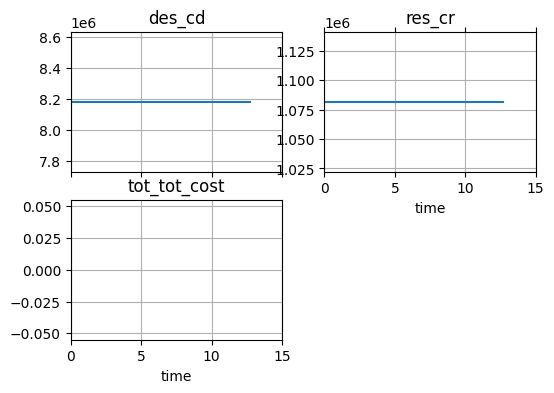 des_cd
1e6
8.6
8.4
8.2
8.0
7.8
res_cr
1e6
1.125
1.100
1.075
1.050
1.025
0 5 10 15
time
tot_tot_cost
0.050
0.025
0.000
−0.025
−0.050
0 5 10 15
time